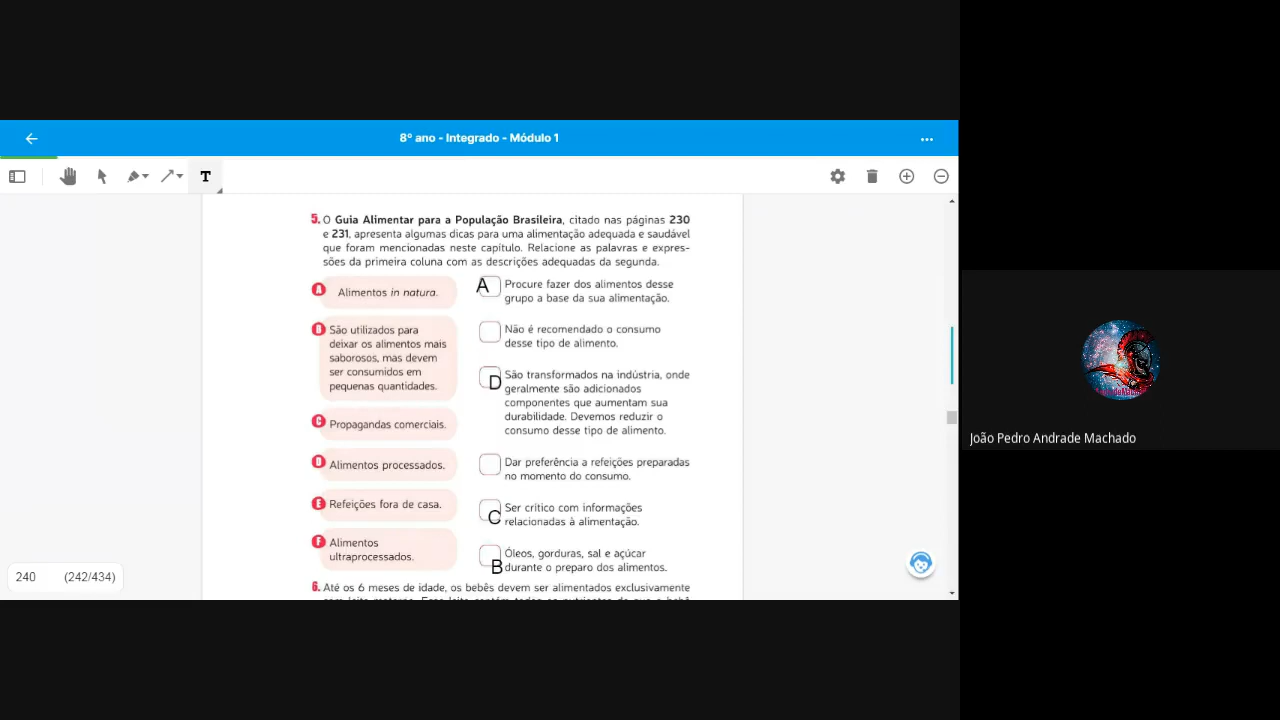 8º ano - Integrado - Módulo 1
T
5. O Guia Alimentar para a População Brasileira, citado nas páginas 230
e 231, apresenta algumas dicas para uma alimentação adequada e saudável
que foram mencionadas neste capítulo. Relacione as palavras e expres-
sões da primeira coluna com as descrições adequadas da segunda.
A Alimentos in natura.
B São utilizados para
deixar os alimentos mais
saborosos, mas devem
ser consumidos em
pequenas quantidades.
C Propagandas comerciais.
D Alimentos processados.
E Refeições fora de casa.
F Alimentos
ultraprocessados.
A Procure fazer dos alimentos desse
grupo a base da sua alimentação.
Não é recomendado o consumo
desse tipo de alimento.
D São transformados na indústria, onde
geralmente são adicionados
componentes que aumentam sua
durabilidade. Devemos reduzir o
consumo desse tipo de alimento.
Dar preferência a refeições preparadas
no momento do consumo.
C Ser crítico com informações
relacionadas à alimentação.
B Óleos, gorduras, sal e açúcar
durante o preparo dos alimentos.
6. Até os 6 meses de idade, os bebês devem ser alimentados exclusivamente
240 (242/434)
João Pedro Andrade Machado